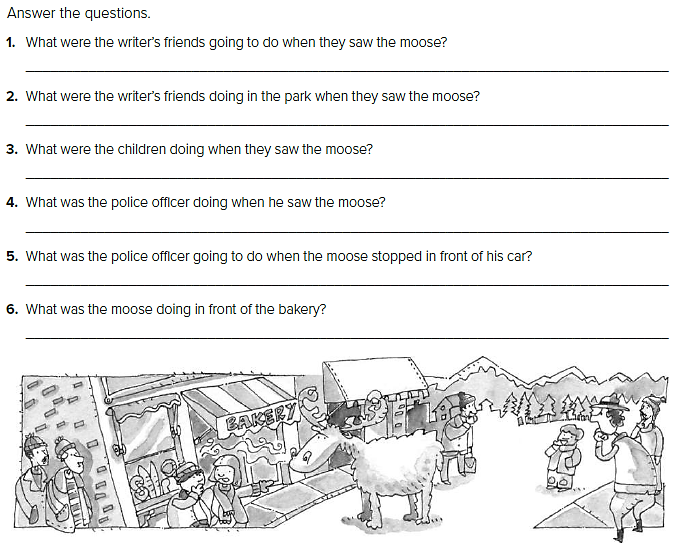 Answer the questions.
1. What were the writer's friends going to do when they saw the moose?
2. What were the writer's friends doing in the park when they saw the moose?
3. What were the children doing when they saw the moose?
4. What was the police officer doing when he saw the moose?
5. What was the police officer going to do when the moose stopped in front of his car?
6. What was the moose doing in front of the bakery?
BAKERY